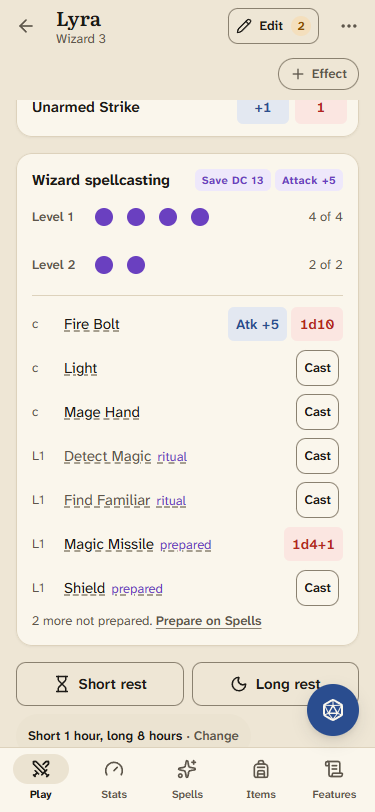 Lyra
Wizard 3
Edit 2
Effect
Unarmed Strike +1 1
Wizard spellcasting Save DC 13 Attack +5
Level 1 4 of 4
Level 2 2 of 2
c Fire Bolt Atk +5 1d10
c Light Cast
c Mage Hand Cast
L1 Detect Magic ritual Cast
L1 Find Familiar ritual Cast
L1 Magic Missile prepared 1d4+1
L1 Shield prepared Cast
2 more not prepared. Prepare on Spells
Short rest Long rest
Short 1 hour, long 8 hours · Change
Play Stats Spells Items Features